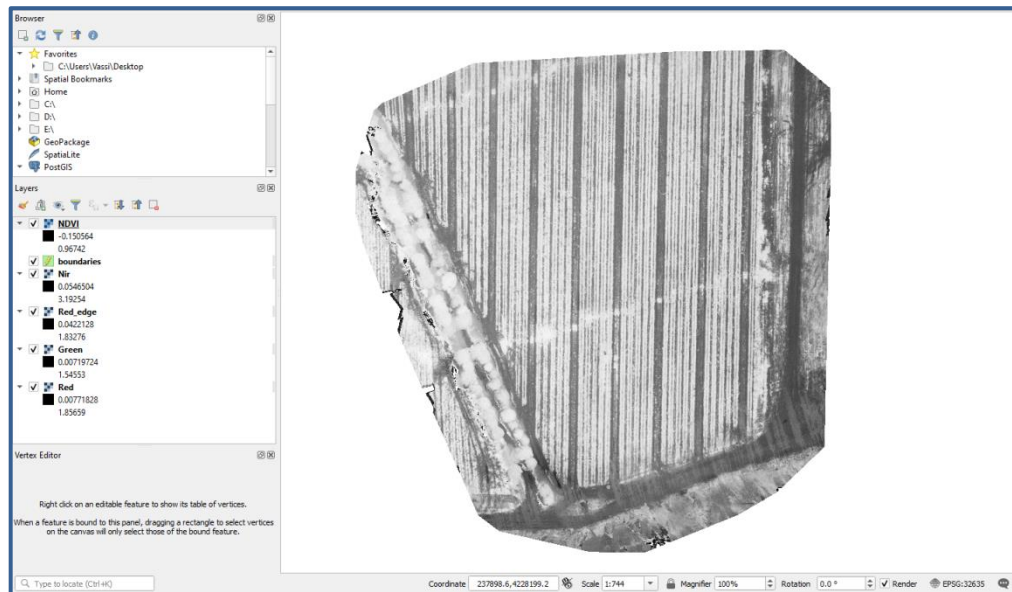 Browser
Favorites
C:\Users\Vassi\Desktop
Spatial Bookmarks
Home
C:\
D:\
E:\
GeoPackage
SpatiaLite
PostGIS
Layers
NDVI
-0.150564
0.96742
boundaries
Nir
0.0546504
3.19254
Red_edge
0.0422128
1.83276
Green
0.00719724
1.54553
Red
0.00771828
1.85659
Vertex Editor
Right click on an editable feature to show its table of vertices.
When a feature is bound to this panel, dragging a rectangle to select vertices
on the canvas will only select those of the bound feature.
Type to locate (Ctrl+K) Coordinate 237898.6,4228199.2 Scale 1:744 Magnifier 100% Rotation 0.0 ° Render EPSG:32635